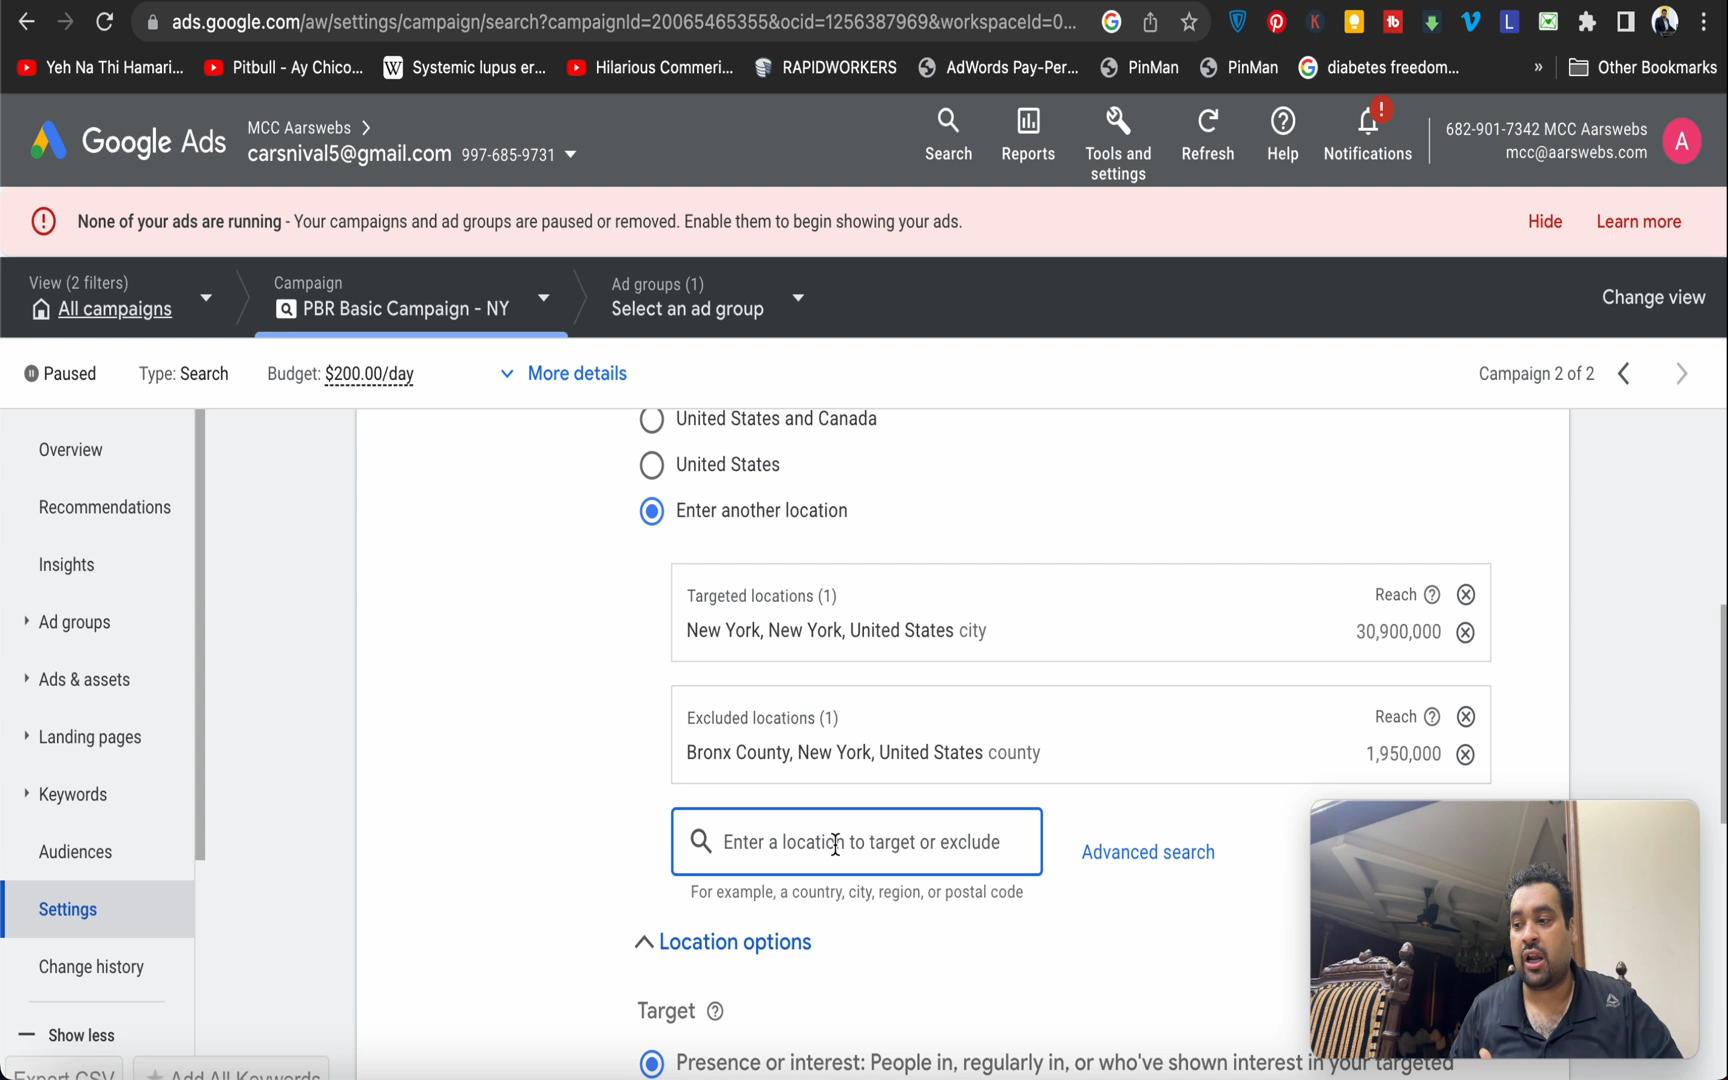 ads.google.com/aw/settings/campaign/search?campaignId=20065465355&ocid=1256387969&workspaceId=0...
Yeh Na Thi Hamari...
Pitbull - Ay Chico...
Systemic lupus er...
Hilarious Commeri...
RAPIDWORKERS
AdWords Pay-Per...
PinMan
PinMan
diabetes freedom...
»
Other Bookmarks
Google Ads
MCC Aarswebs
carsnival5@gmail.com 997-685-9731
Search
Reports
Tools and
settings
Refresh
Help
Notifications
682-901-7342 MCC Aarswebs
mcc@aarswebs.com
A
None of your ads are running - Your campaigns and ad groups are paused or removed. Enable them to begin showing your ads.
Hide
Learn more
View (2 filters)
All campaigns
Campaign
PBR Basic Campaign - NY
Ad groups (1)
Select an ad group
Change view
Paused
Type: Search
Budget: $200.00/day
More details
Campaign 2 of 2
Overview
Recommendations
Insights
Ad groups
Ads & assets
Landing pages
Keywords
Audiences
Settings
Change history
Show less
Export CSV
Add All Keywords
United States and Canada
United States
Enter another location
Targeted locations (1)
Reach
New York, New York, United States city
30,900,000
Excluded locations (1)
Reach
Bronx County, New York, United States county
1,950,000
Enter a location to target or exclude
Advanced search
For example, a country, city, region, or postal code
Location options
Target
Presence or interest: People in, regularly in, or who've shown interest in your targeted